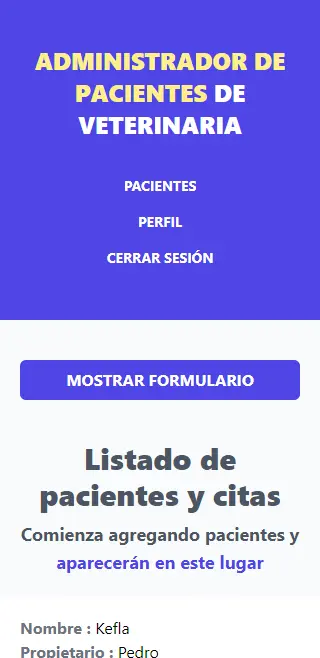 ADMINISTRADOR DE
PACIENTES DE
VETERINARIA
PACIENTES
PERFIL
CERRAR SESIÓN
MOSTRAR FORMULARIO
Listado de
pacientes y citas
Comienza agregando pacientes y
aparecerán en este lugar
Nombre : Kefla
Propietario : Pedro